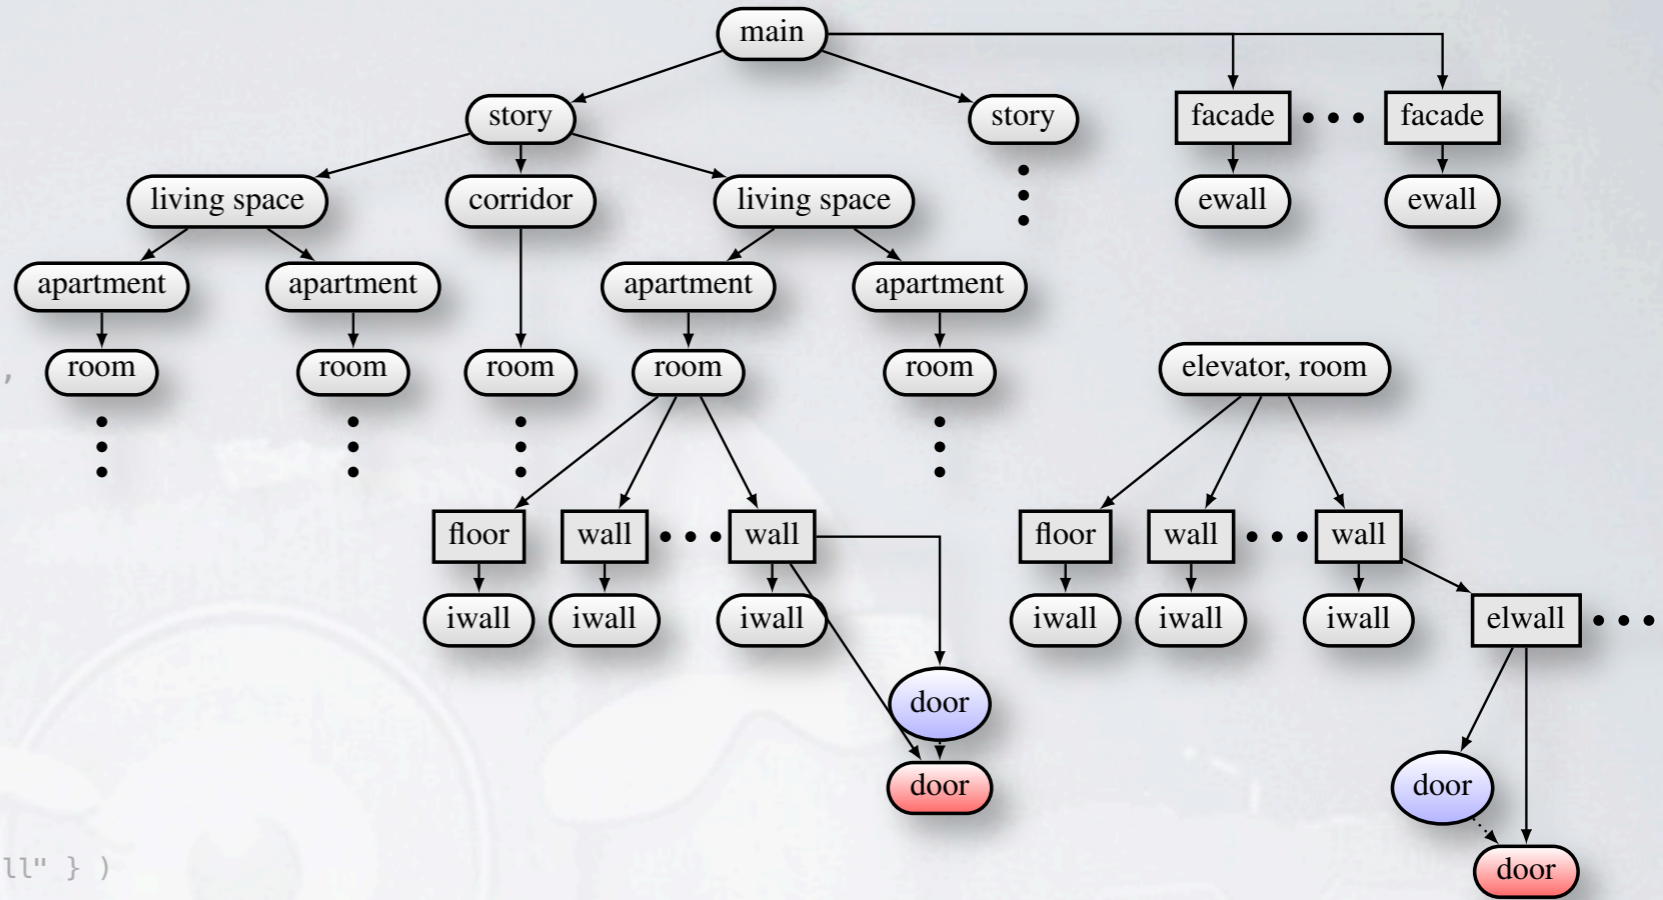 main
story
story
facade
facade
living space
corridor
living space
ewall
ewall
apartment
apartment
apartment
apartment
,
room
room
room
room
room
elevator, room
floor
wall
wall
floor
wall
wall
iwall
iwall
iwall
iwall
iwall
iwall
elwall
door
door
door
ll" } )
door